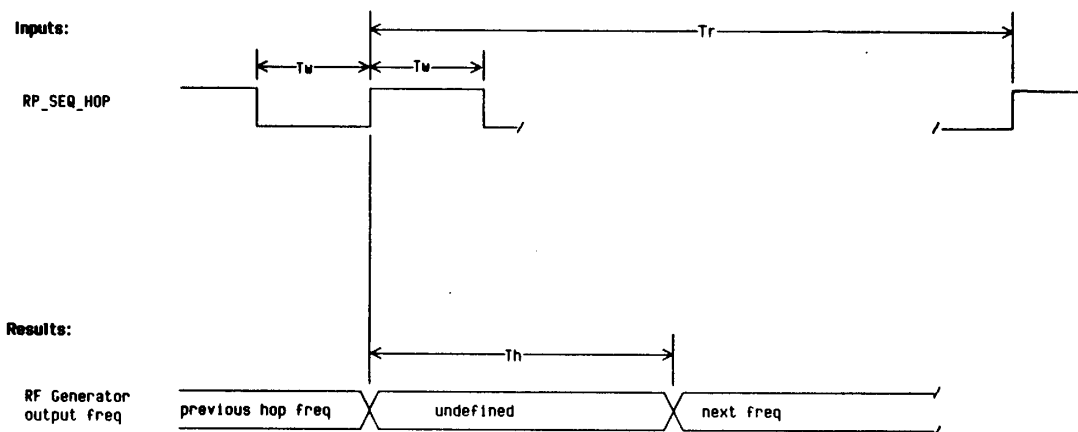 Inputs:
Tr
Tw Tw
RP_SEQ_HOP
Results:
Th
RF Generator
output freq
previous hop freq undefined next freq